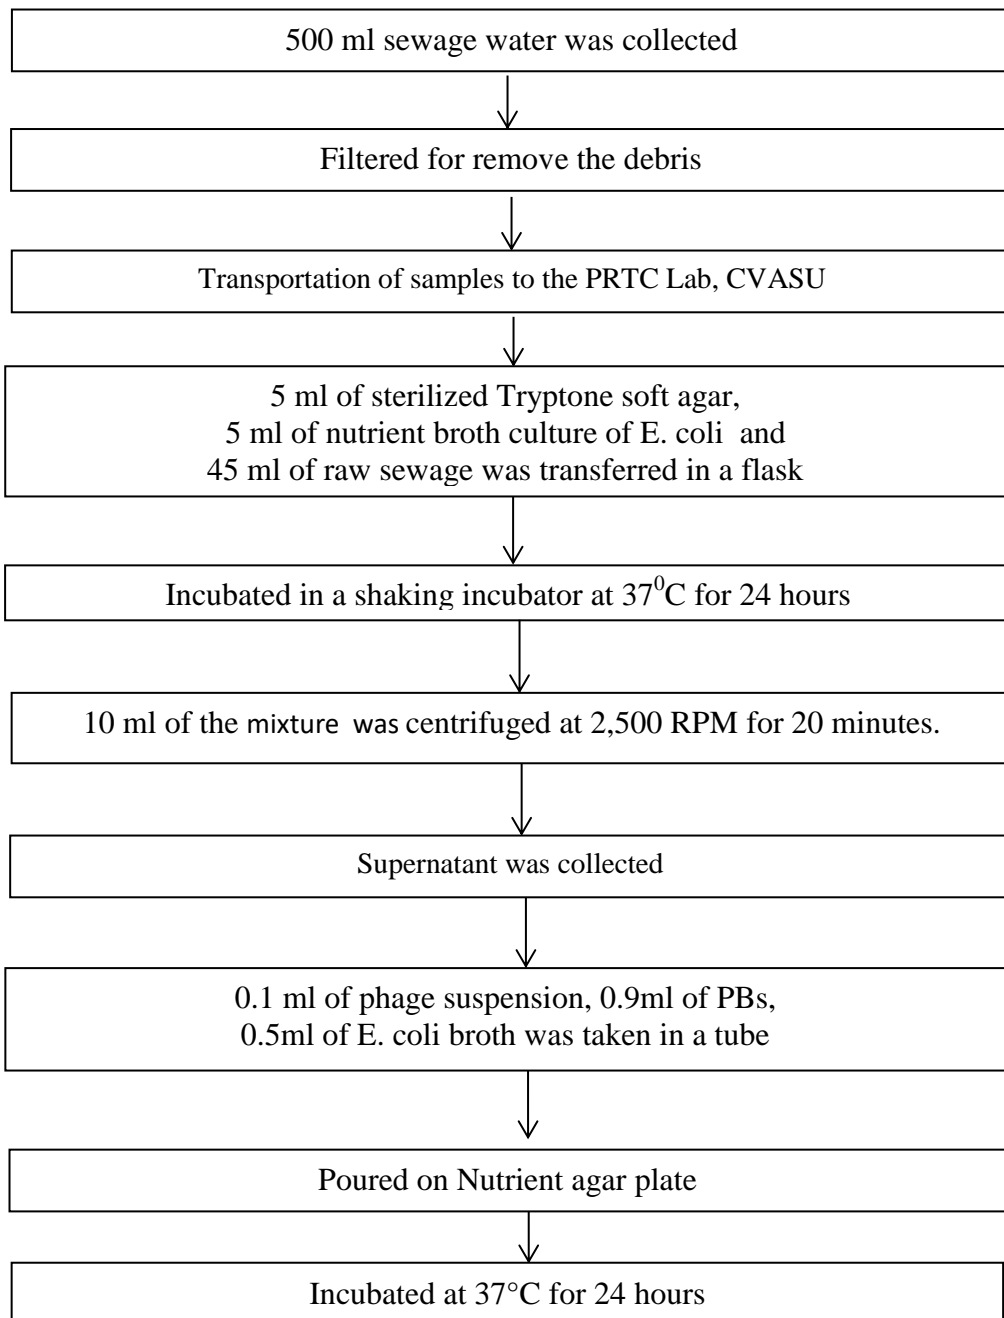 500 ml sewage water was collected
Filtered for remove the debris
Transportation of samples to the PRTC Lab, CVASU
5 ml of sterilized Tryptone soft agar,
5 ml of nutrient broth culture of E. coli and
45 ml of raw sewage was transferred in a flask
Incubated in a shaking incubator at 37⁰C for 24 hours
10 ml of the mixture was centrifuged at 2,500 RPM for 20 minutes.
Supernatant was collected
0.1 ml of phage suspension, 0.9ml of PBs,
0.5ml of E. coli broth was taken in a tube
Poured on Nutrient agar plate
Incubated at 37°C for 24 hours